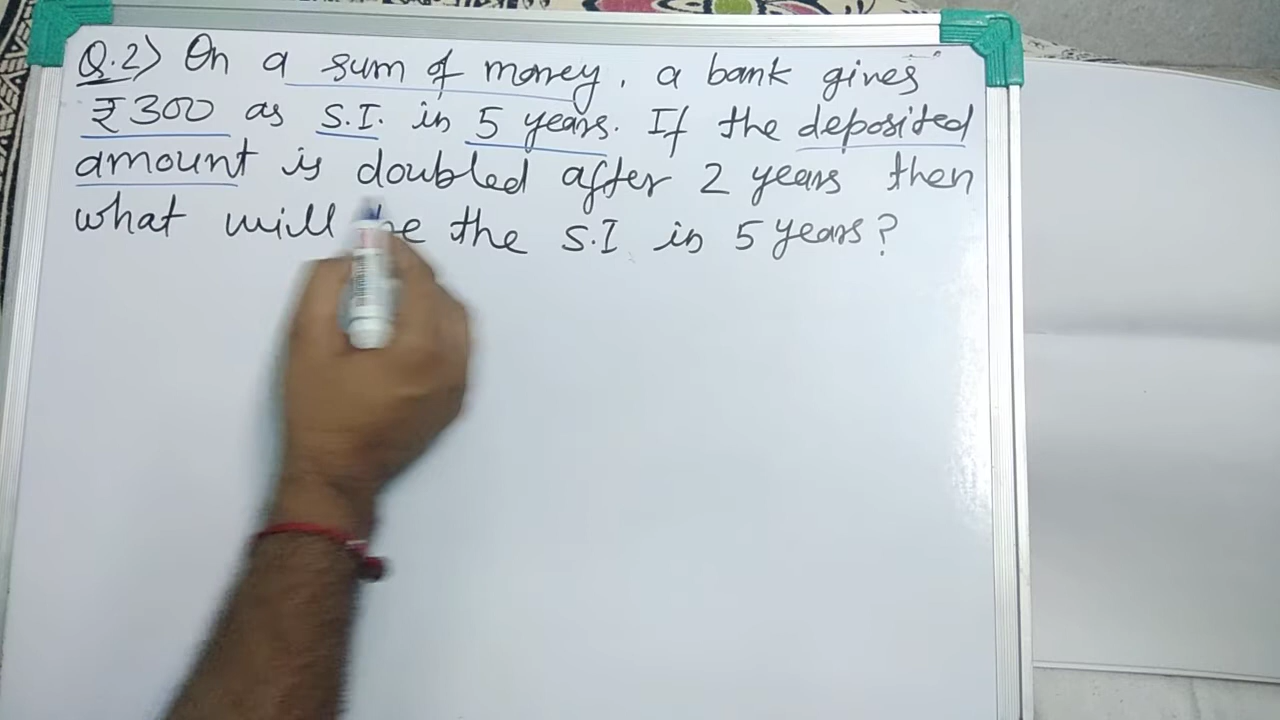 Q.2) On a sum of money, a bank gives
₹300 as S.I. in 5 years. If the deposited
amount is doubled after 2 years then
what will be the S.I in 5 years?